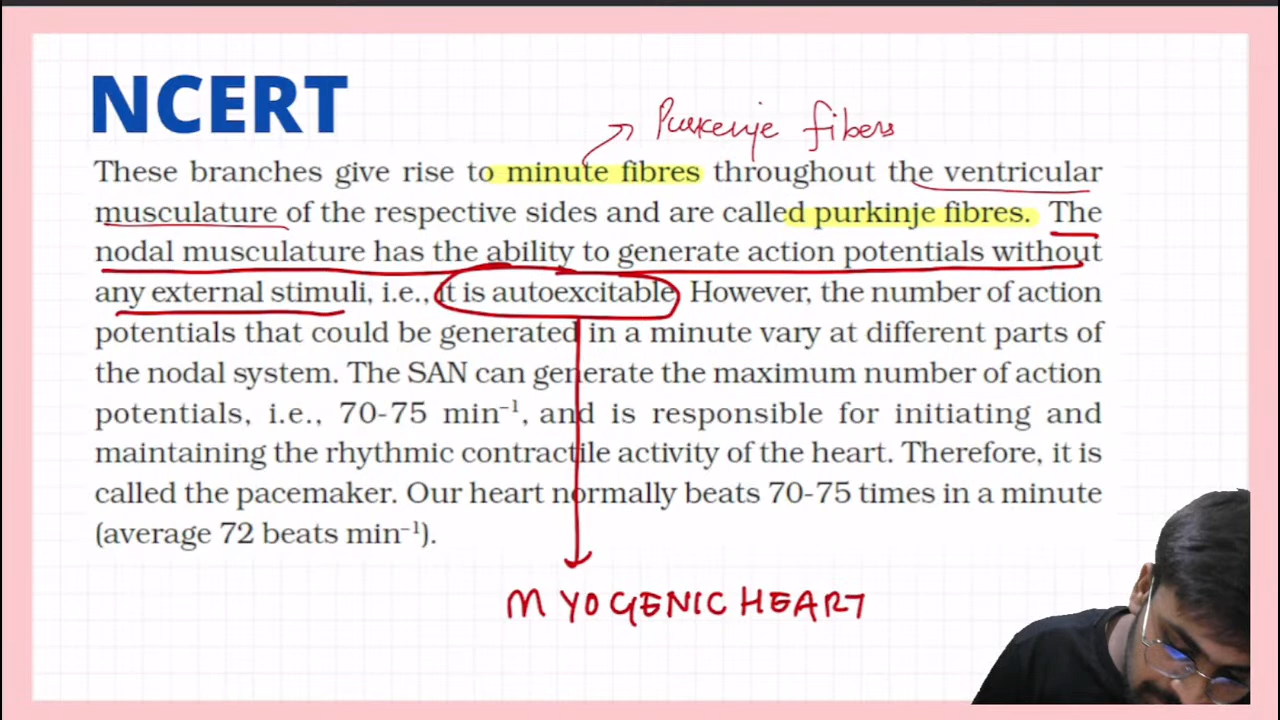 NCERT
Purkenje fibers
These branches give rise to minute fibres throughout the ventricular
musculature of the respective sides and are called purkinje fibres. The
nodal musculature has the ability to generate action potentials without
any external stimuli, i.e., it is autoexcitable. However, the number of action
potentials that could be generated in a minute vary at different parts of
the nodal system. The SAN can generate the maximum number of action
potentials, i.e., 70-75 min⁻¹, and is responsible for initiating and
maintaining the rhythmic contractile activity of the heart. Therefore, it is
called the pacemaker. Our heart normally beats 70-75 times in a minute
(average 72 beats min⁻¹).
MYOGENIC HEART